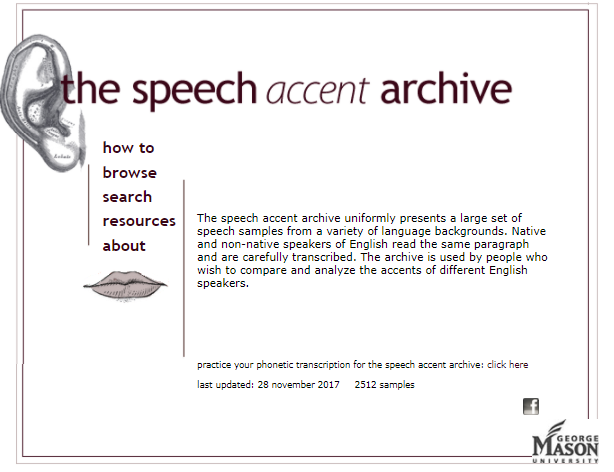 the speech accent archive
how to
browse
search
resources
about
The speech accent archive uniformly presents a large set of
speech samples from a variety of language backgrounds. Native
and non-native speakers of English read the same paragraph
and are carefully transcribed. The archive is used by people who
wish to compare and analyze the accents of different English
speakers.
practice your phonetic transcription for the speech accent archive: click here
last updated: 28 november 2017 2512 samples
f
GEORGE
MASON
UNIVERSITY